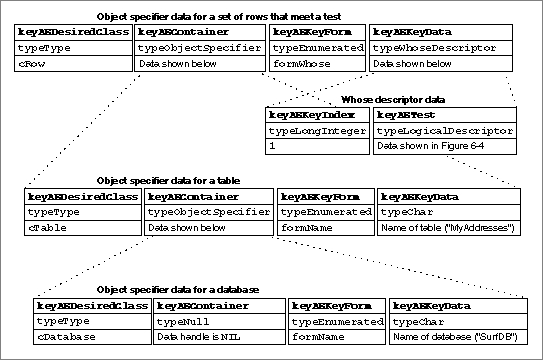 Object specifier data for a set of rows that meet a test
keyAEDesiredClass keyAEContainer keyAEKeyForm keyAEKeyData
typeType typeObjectSpecifier typeEnumerated typeWhoseDescriptor
cRow Data shown below formWhose Data shown below
Whose descriptor data
keyAEKeyIndex keyAETest
typeLongInteger typeLogicalDescriptor
1 Data shown in Figure 6-4
Object specifier data for a table
keyAEDesiredClass keyAEContainer keyAEKeyForm keyAEKeyData
typeType typeObjectSpecifier typeEnumerated typeChar
cTable Data shown below formName Name of table ("MyAddresses")
Object specifier data for a database
keyAEDesiredClass keyAEContainer keyAEKeyForm keyAEKeyData
typeType typeNull typeEnumerated typeChar
cDatabase Data handle is NIL formName Name of database ("SurfDB")